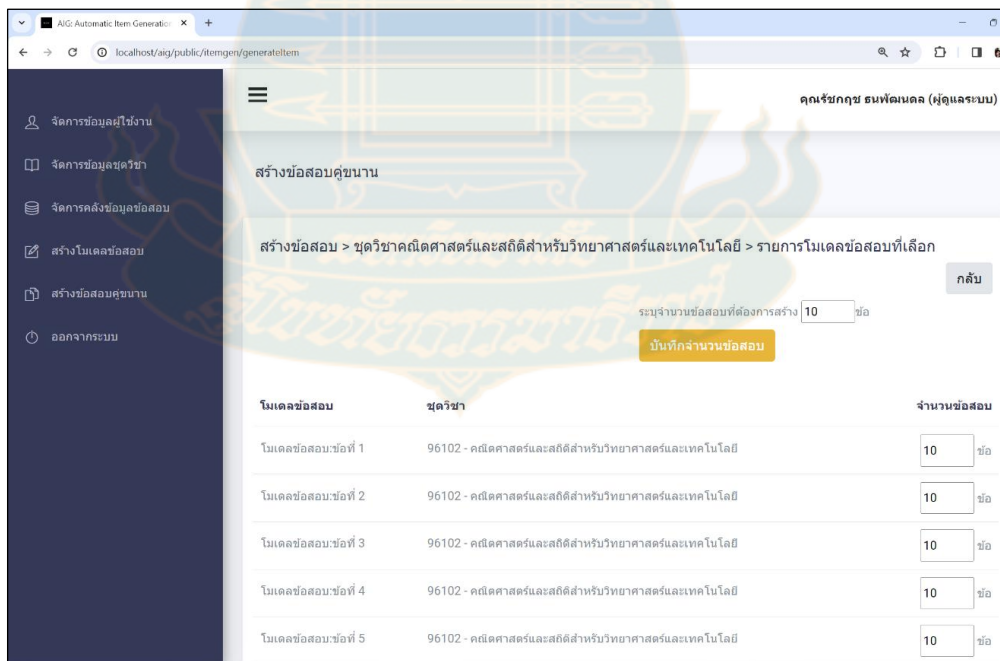 AIG: Automatic Item Generation
localhost/aig/public/itemgen/generateItem
คุณรัชกฤช ธนพัฒนดล (ผู้ดูแลระบบ)
จัดการข้อมูลผู้ใช้งาน
จัดการข้อมูลชุดวิชา
จัดการคลังข้อมูลข้อสอบ
สร้างโมเดลข้อสอบ
สร้างข้อสอบคู่ขนาน
ออกจากระบบ
สร้างข้อสอบคู่ขนาน
สร้างข้อสอบ > ชุดวิชาคณิตศาสตร์และสถิติสำหรับวิทยาศาสตร์และเทคโนโลยี > รายการโมเดลข้อสอบที่เลือก
กลับ
ระบุจำนวนข้อสอบที่ต้องการสร้าง 10 ข้อ
บันทึกจำนวนข้อสอบ
โมเดลข้อสอบ ชุดวิชา จำนวนข้อสอบ
โมเดลข้อสอบ:ข้อที่ 1 96102 - คณิตศาสตร์และสถิติสำหรับวิทยาศาสตร์และเทคโนโลยี 10 ข้อ
โมเดลข้อสอบ:ข้อที่ 2 96102 - คณิตศาสตร์และสถิติสำหรับวิทยาศาสตร์และเทคโนโลยี 10 ข้อ
โมเดลข้อสอบ:ข้อที่ 3 96102 - คณิตศาสตร์และสถิติสำหรับวิทยาศาสตร์และเทคโนโลยี 10 ข้อ
โมเดลข้อสอบ:ข้อที่ 4 96102 - คณิตศาสตร์และสถิติสำหรับวิทยาศาสตร์และเทคโนโลยี 10 ข้อ
โมเดลข้อสอบ:ข้อที่ 5 96102 - คณิตศาสตร์และสถิติสำหรับวิทยาศาสตร์และเทคโนโลยี 10 ข้อ
มหาวิทยาลัย
สุโขทัยธรรมาธิราช